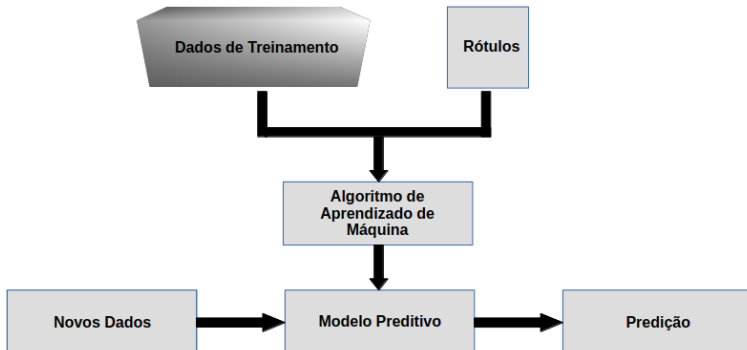 Dados de Treinamento
Rótulos
Algoritmo de
Aprendizado de
Máquina
Novos Dados
Modelo Preditivo
Predição